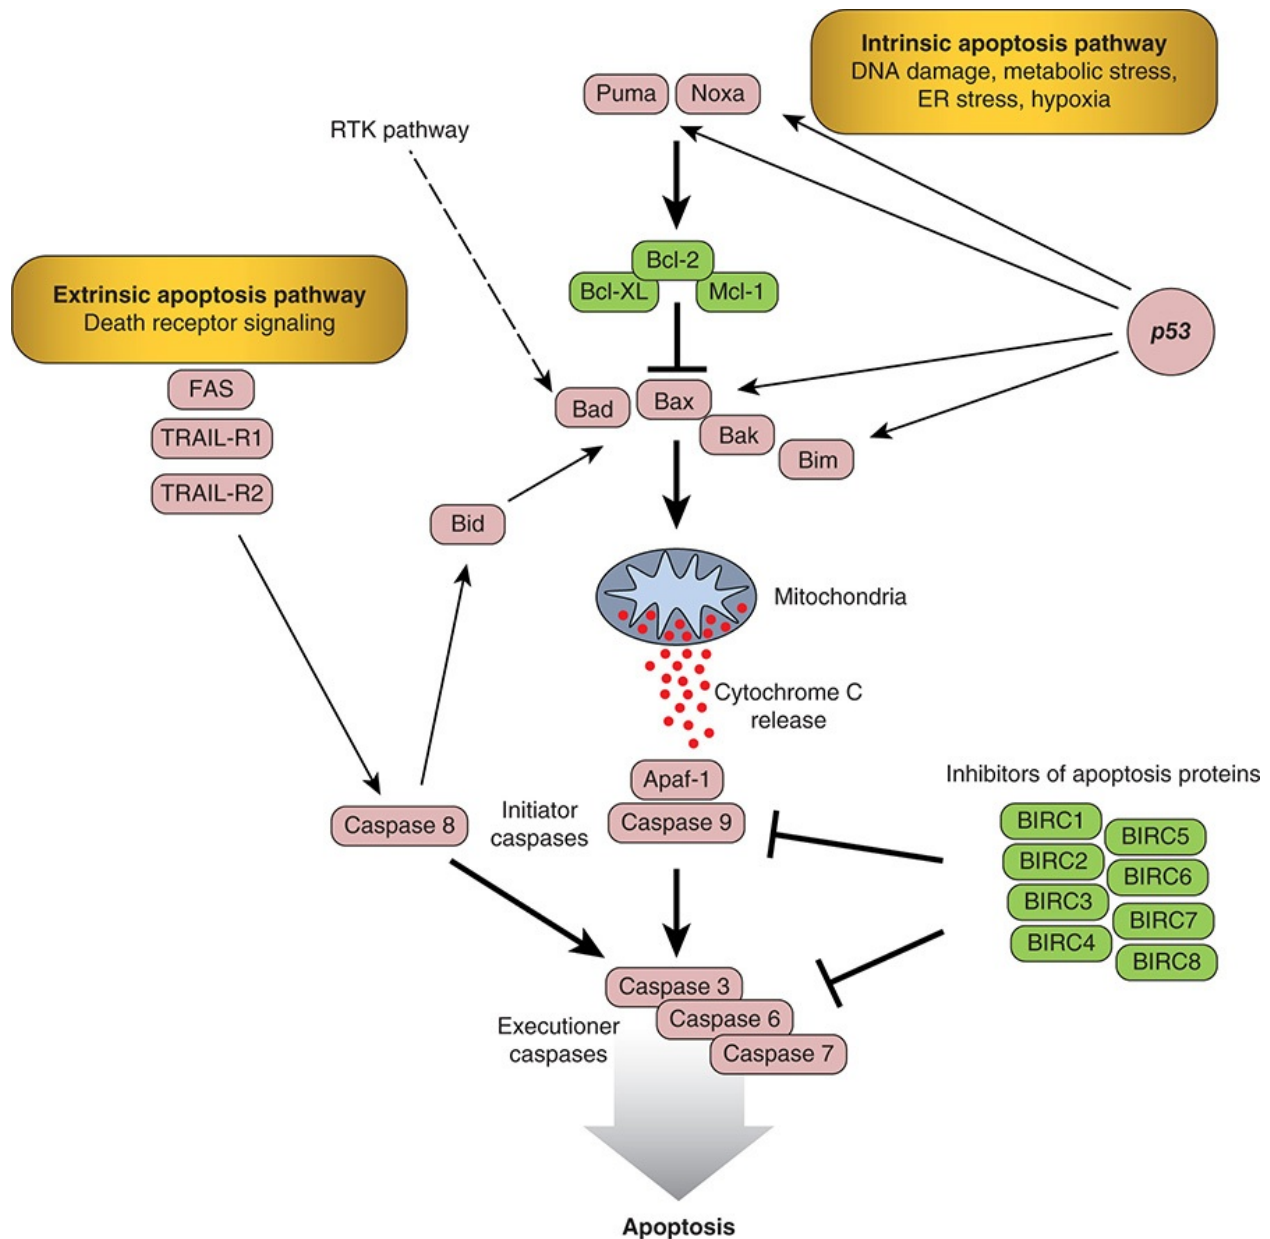 Intrinsic apoptosis pathway
DNA damage, metabolic stress,
ER stress, hypoxia
Puma
Noxa
RTK pathway
Bcl-2
Bcl-XL
Mcl-1
Extrinsic apoptosis pathway
Death receptor signaling
p53
FAS
TRAIL-R1
TRAIL-R2
Bad
Bax
Bak
Bim
Bid
Mitochondria
Cytochrome C
release
Apaf-1
Caspase 9
Initiator
caspases
Caspase 8
Inhibitors of apoptosis proteins
BIRC1
BIRC5
BIRC2
BIRC6
BIRC3
BIRC7
BIRC4
BIRC8
Caspase 3
Caspase 6
Caspase 7
Executioner
caspases
Apoptosis